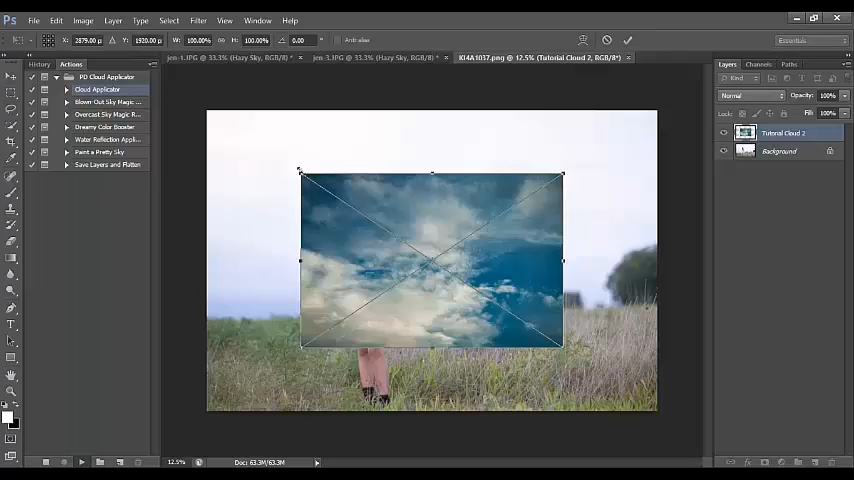 Ps File Edit Image Layer Type Select Filter View Window Help
X: 2879.00 p Y: 1920.00 p W: 100.00% H: 100.00% 0.00 Anti alias Essentials
jen-1.JPG @ 33.3% (Hazy Sky, RGB/8) * × jen-3.JPG @ 33.3% (Hazy Sky, RGB/8) * × KI4A1037.png @ 12.5% (Tutorial Cloud 2, RGB/8*) ×
History Actions
PD Cloud Applicator
Cloud Applicator
Blown-Out Sky Magic ...
Overcast Sky Magic R...
Dreamy Color Booster
Water Reflection Appli...
Paint a Pretty Sky
Save Layers and Flatten
Layers Channels Paths
Kind
Normal Opacity: 100%
Lock: Fill: 100%
Tutorial Cloud 2
Background
12.5% Doc: 63.3M/63.3M